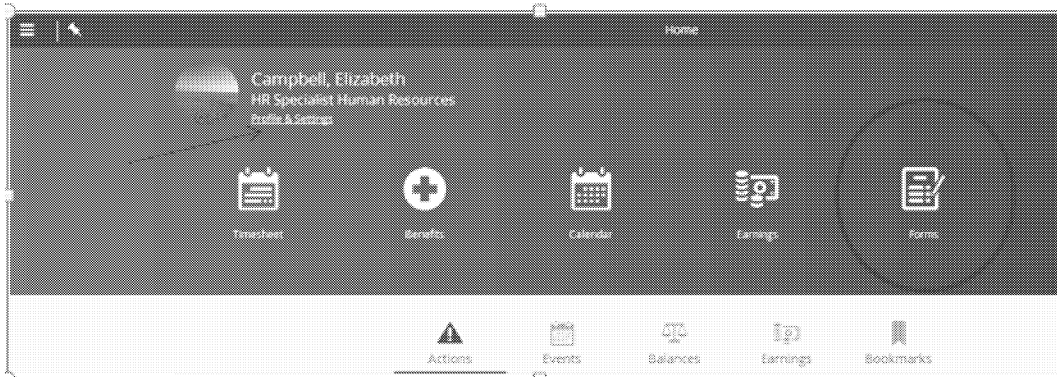 Home
Campbell, Elizabeth
HR Specialist Human Resources
Profile & Settings
Timesheet Benefits Calendar Earnings Forms
Actions Events Balances Earnings Bookmarks